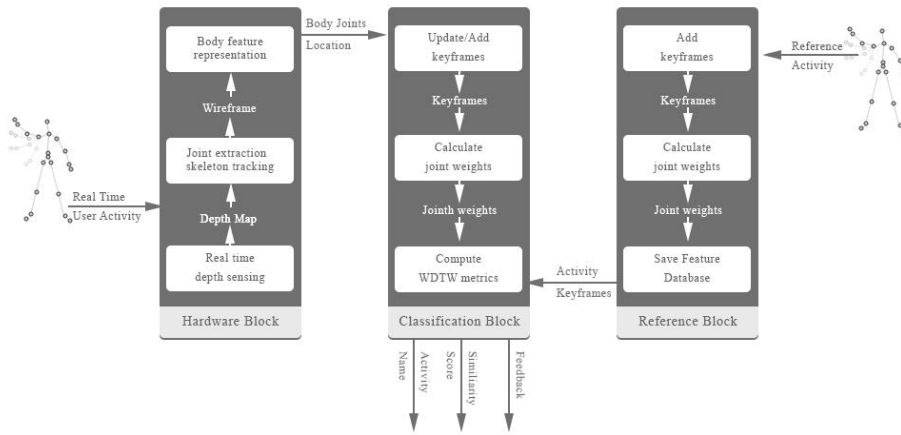 Real Time
User Activity
Body feature
representation
Wireframe
Joint extraction
skeleton tracking
Depth Map
Real time
depth sensing
Hardware Block
Body Joints
Location
Update/Add
keyframes
Keyframes
Calculate
joint weights
Jointh weights
Compute
WDTW metrics
Classification Block
Activity
Name
Similiarity
Score
Feedback
Activity
Keyframes
Add
keyframes
Keyframes
Calculate
joint weights
Joint weights
Save Feature
Database
Reference Block
Reference
Activity